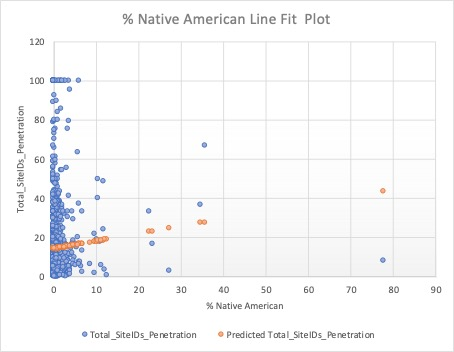 % Native American Line Fit Plot
120
100
80
60
40
20
0
Total_SiteIDs_Penetration
0 10 20 30 40 50 60 70 80 90
% Native American
Total_SiteIDs_Penetration Predicted Total_SiteIDs_Penetration